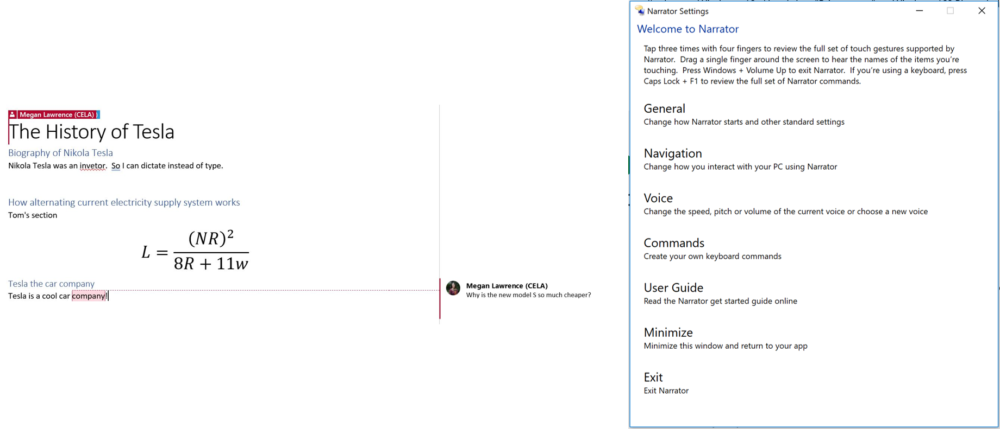 Megan Lawrence (CELA)
The History of Tesla
Biography of Nikola Tesla
Nikola Tesla was an invetor.  So I can dictate instead of type.
How alternating current electricity supply system works
Tom's section
L = (NR)² / 8R + 11w
Tesla the car company
Tesla is a cool car company!
Megan Lawrence (CELA)
Why is the new model S so much cheaper?
Narrator Settings
Welcome to Narrator
Tap three times with four fingers to review the full set of touch gestures supported by
Narrator.  Drag a single finger around the screen to hear the names of the items you're
touching.  Press Windows + Volume Up to exit Narrator.  If you're using a keyboard, press
Caps Lock + F1 to review the full set of Narrator commands.
General
Change how Narrator starts and other standard settings
Navigation
Change how you interact with your PC using Narrator
Voice
Change the speed, pitch or volume of the current voice or choose a new voice
Commands
Create your own keyboard commands
User Guide
Read the Narrator get started guide online
Minimize
Minimize this window and return to your app
Exit
Exit Narrator